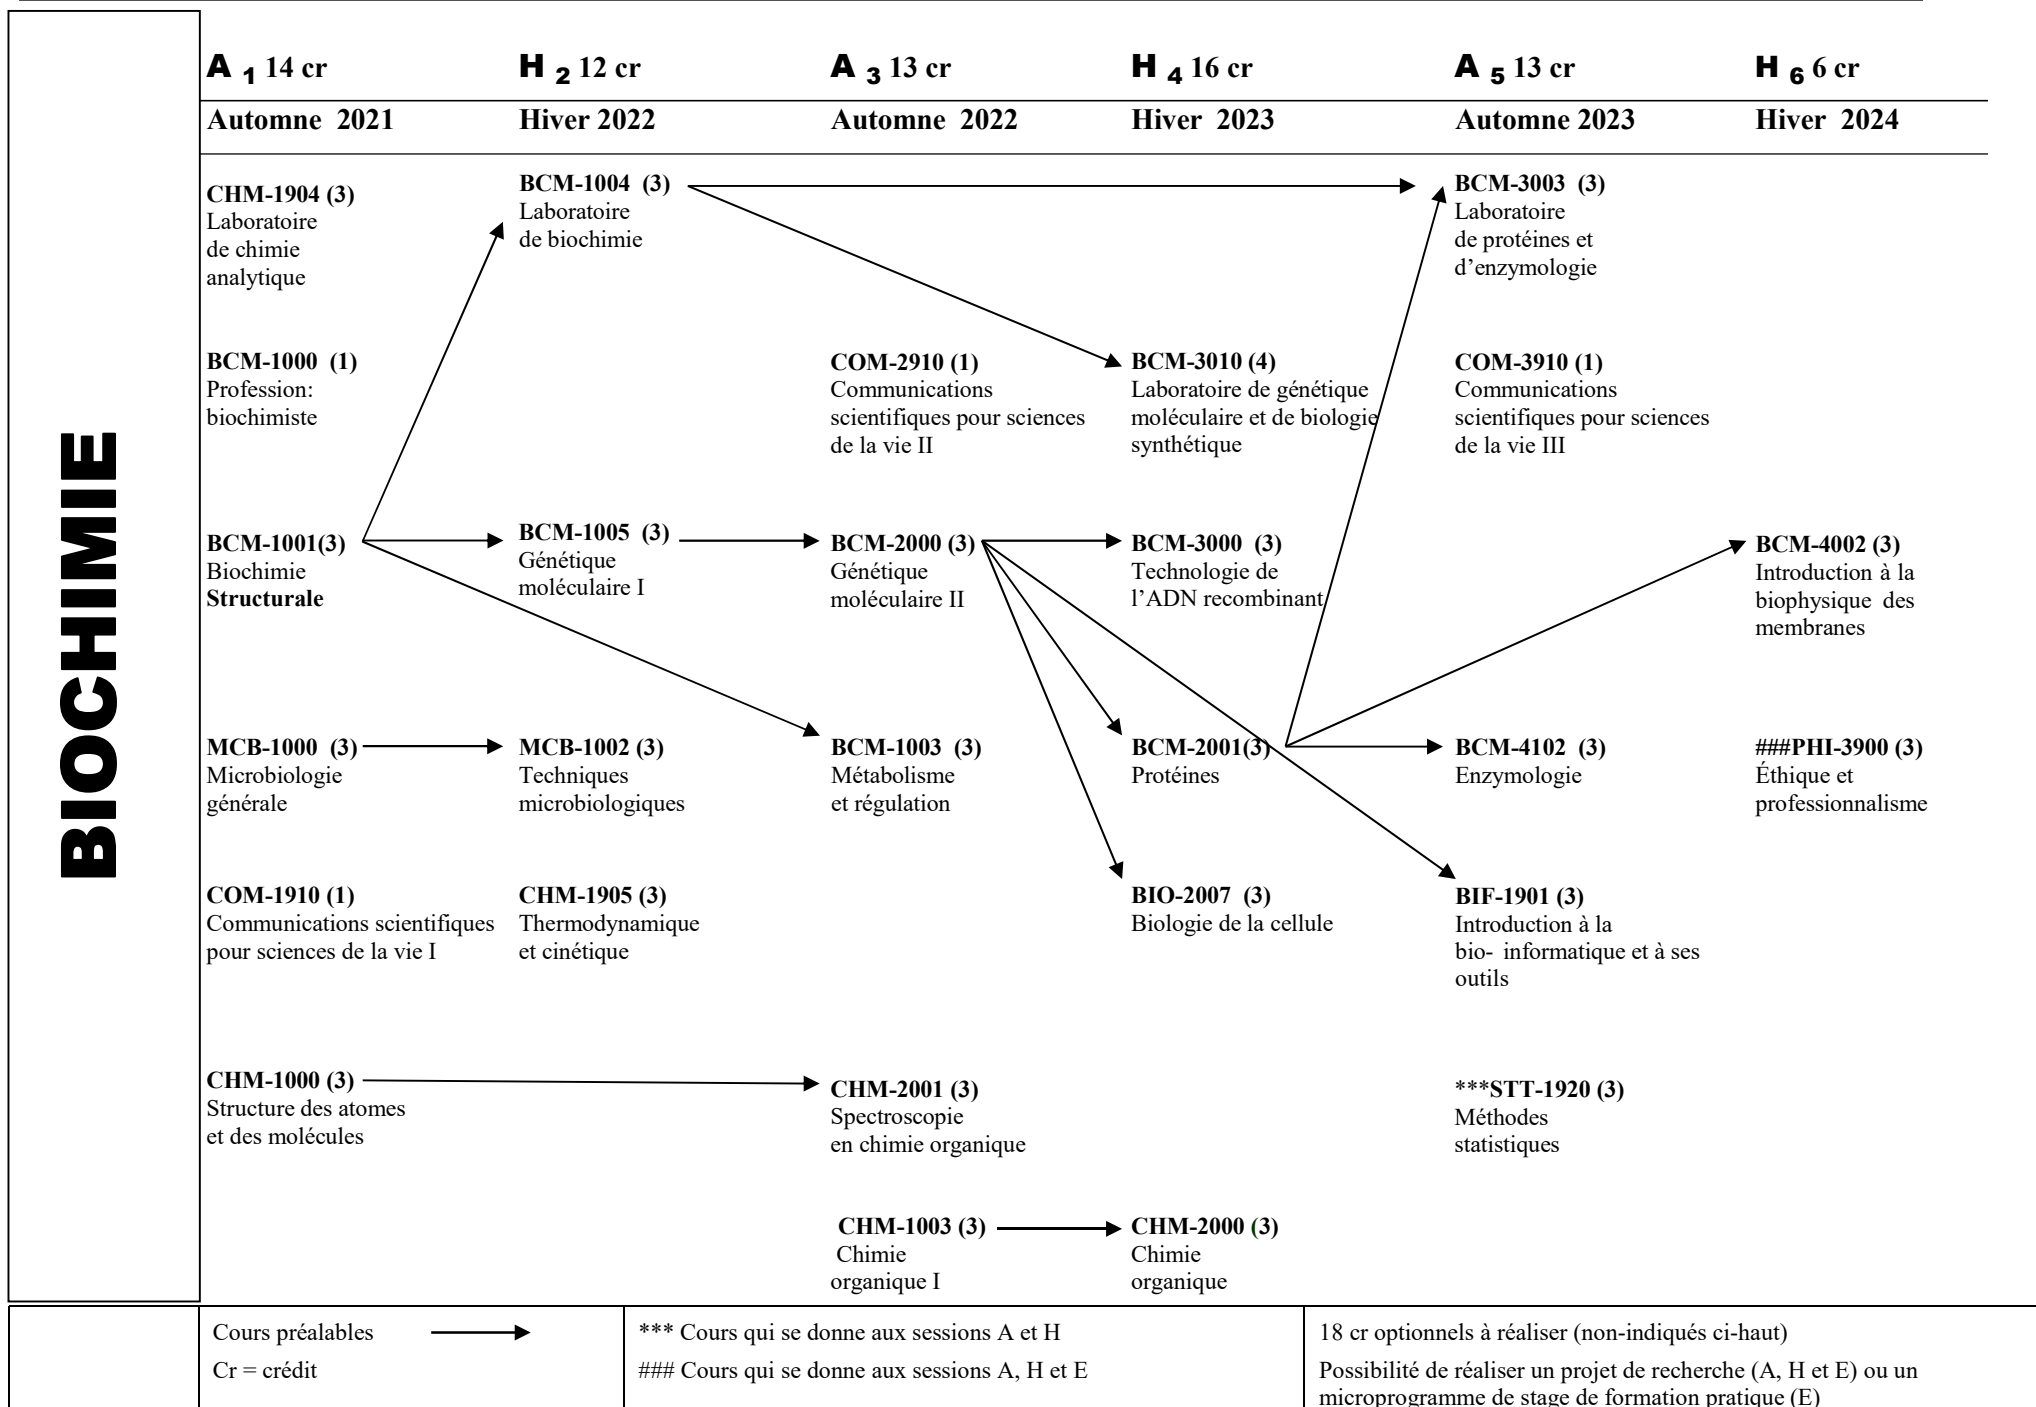 BIOCHIMIE
A 1 14 cr
H 2 12 cr
A 3 13 cr
H 4 16 cr
A 5 13 cr
H 6 6 cr
Automne 2021
Hiver 2022
Automne 2022
Hiver 2023
Automne 2023
Hiver 2024
CHM-1904 (3)
Laboratoire
de chimie
analytique
BCM-1004 (3)
Laboratoire
de biochimie
BCM-3003 (3)
Laboratoire
de protéines et
d’enzymologie
BCM-1000 (1)
Profession:
biochimiste
COM-2910 (1)
Communications
scientifiques pour sciences
de la vie II
BCM-3010 (4)
Laboratoire de génétique
moléculaire et de biologie
synthétique
COM-3910 (1)
Communications
scientifiques pour sciences
de la vie III
BCM-1001(3)
Biochimie
Structurale
BCM-1005 (3)
Génétique
moléculaire I
BCM-2000 (3)
Génétique
moléculaire II
BCM-3000 (3)
Technologie de
l’ADN recombinant
BCM-4002 (3)
Introduction à la
biophysique des
membranes
MCB-1000 (3)
Microbiologie
générale
MCB-1002 (3)
Techniques
microbiologiques
BCM-1003 (3)
Métabolisme
et régulation
BCM-2001(3)
Protéines
BCM-4102 (3)
Enzymologie
###PHI-3900 (3)
Éthique et
professionnalisme
COM-1910 (1)
Communications scientifiques
pour sciences de la vie I
CHM-1905 (3)
Thermodynamique
et cinétique
BIO-2007 (3)
Biologie de la cellule
BIF-1901 (3)
Introduction à la
bio- informatique et à ses
outils
CHM-1000 (3)
Structure des atomes
et des molécules
CHM-2001 (3)
Spectroscopie
en chimie organique
***STT-1920 (3)
Méthodes
statistiques
CHM-1003 (3)
Chimie
organique I
CHM-2000 (3)
Chimie
organique
Cours préalables
Cr = crédit
*** Cours qui se donne aux sessions A et H
### Cours qui se donne aux sessions A, H et E
18 cr optionnels à réaliser (non-indiqués ci-haut)
Possibilité de réaliser un projet de recherche (A, H et E) ou un
microprogramme de stage de formation pratique (E)